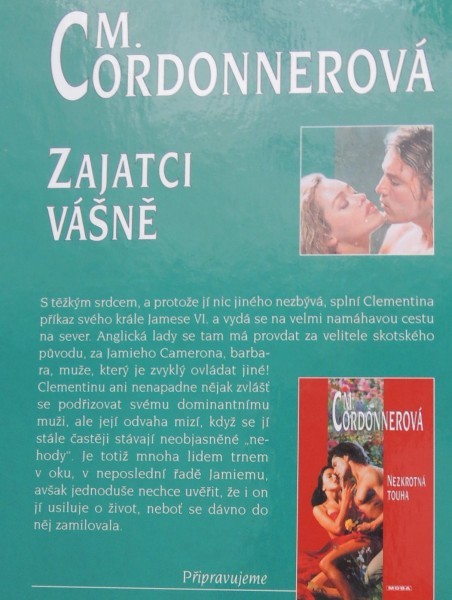 M.
CORDONNEROVÁ
ZAJATCI
VÁŠNĚ
S těžkým srdcem, a protože jí nic jiného nezbývá, splní Clementina
příkaz svého krále Jamese VI. a vydá se na velmi namáhavou cestu
na sever. Anglická lady se tam má provdat za velitele skotského
původu, za Jamieho Camerona, barba-
ra, muže, který je zvyklý ovládat jiné!
Clementinu ani nenapadne nějak zvlášť
se podřizovat svému dominantnímu
muži, ale její odvaha mizí, když se jí
stále častěji stávají neobjasněné „ne-
hody“. Je totiž mnoha lidem trnem
v oku, v neposlední řadě Jamiemu,
avšak jednoduše nechce uvěřit, že i on
jí usiluje o život, neboť se dávno do
něj zamilovala.
M.
CORDONNEROVÁ
NEZKROTNÁ
TOUHA
MOBA
Připravujeme